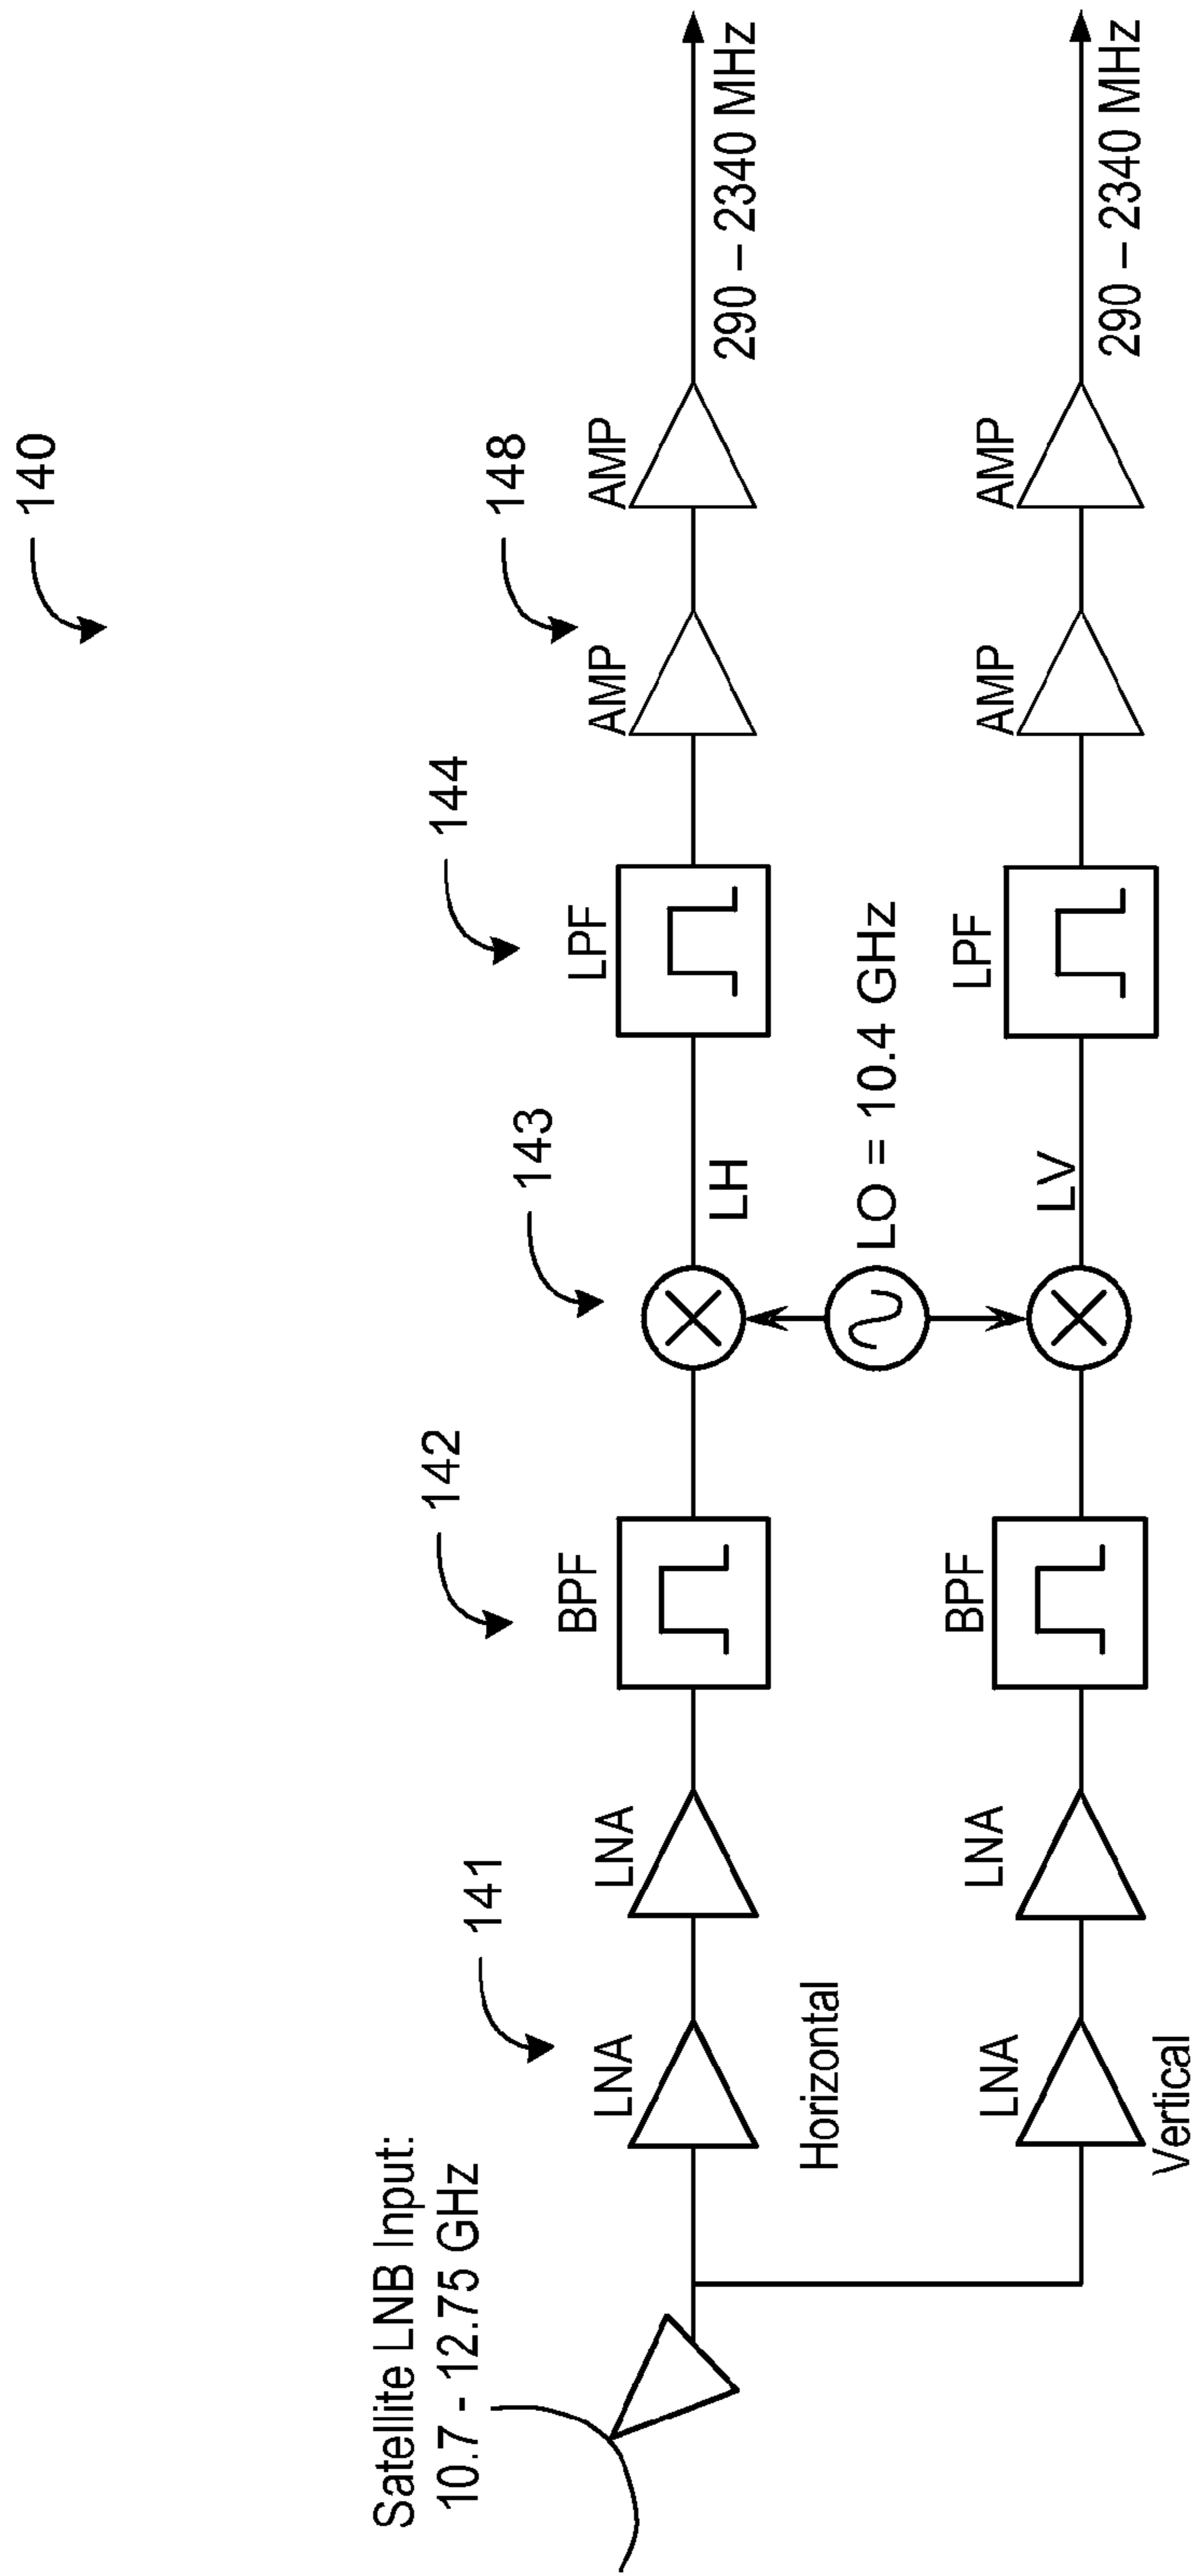 140
Satellite LNB Input:
10.7 - 12.75 GHz
141
142
143
144
148
LNA
LNA
BPF
LPF
AMP
AMP
Horizontal
LH
290 – 2340 MHz
LO = 10.4 GHz
LNA
LNA
BPF
LPF
AMP
AMP
Vertical
LV
290 – 2340 MHz